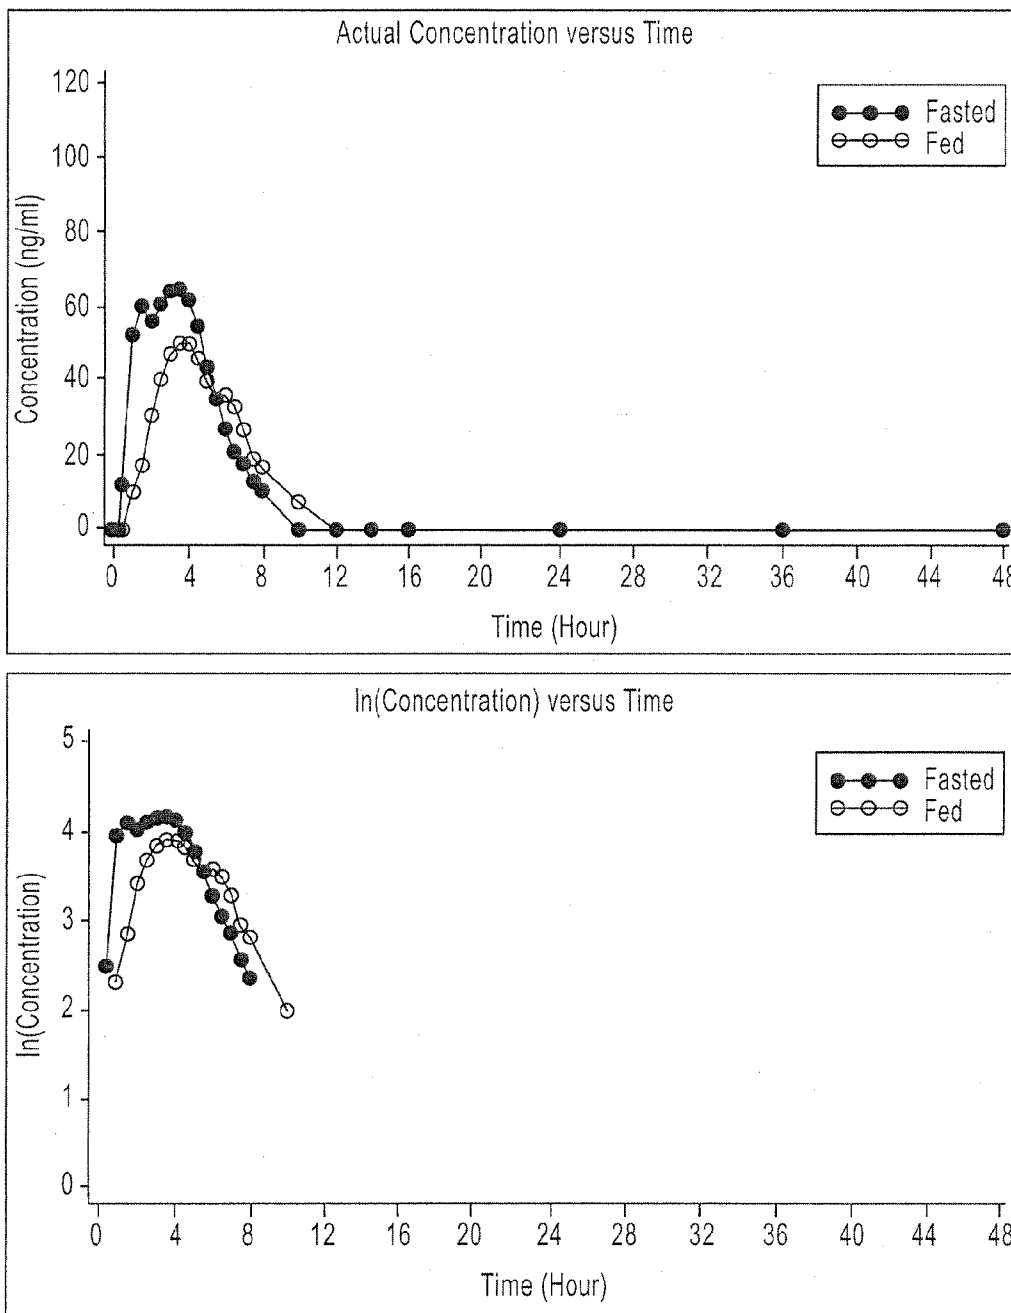 Actual Concentration versus Time
120
100
80
60
40
20
0
Concentration (ng/ml)
Fasted
Fed
0 4 8 12 16 20 24 28 32 36 40 44 48
Time (Hour)
ln(Concentration) versus Time
5
4
3
2
1
0
ln(Concentration)
Fasted
Fed
0 4 8 12 16 20 24 28 32 36 40 44 48
Time (Hour)